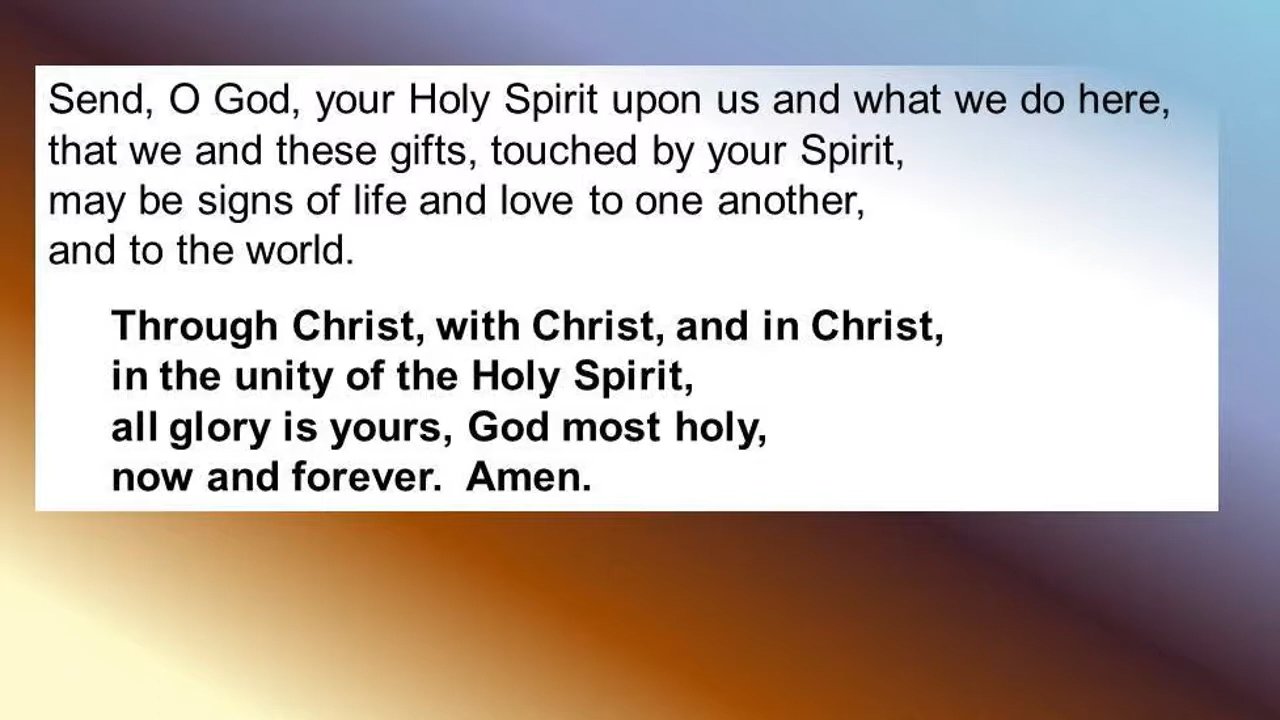 Send, O God, your Holy Spirit upon us and what we do here,
that we and these gifts, touched by your Spirit,
may be signs of life and love to one another,
and to the world.
Through Christ, with Christ, and in Christ,
in the unity of the Holy Spirit,
all glory is yours, God most holy,
now and forever.  Amen.